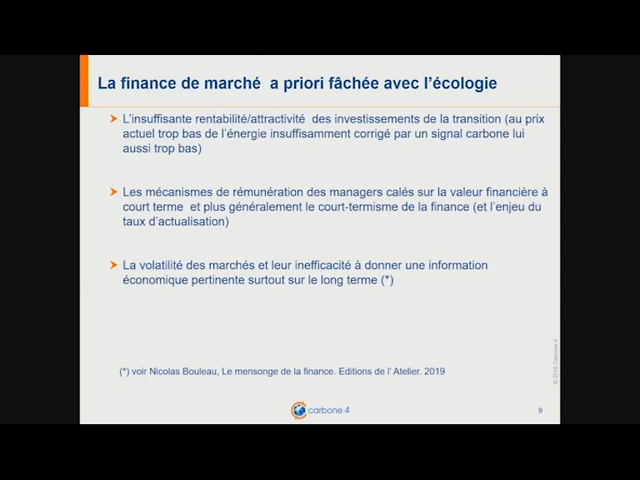 La finance de marché a priori fâchée avec l'écologie
L'insuffisante rentabilité/attractivité des investissements de la transition (au prix
actuel trop bas de l'énergie insuffisamment corrigé par un signal carbone lui
aussi trop bas)
Les mécanismes de rémunération des managers calés sur la valeur financière à
court terme et plus généralement le court-termisme de la finance (et l'enjeu du
taux d'actualisation)
La volatilité des marchés et leur inefficacité à donner une information
économique pertinente surtout sur le long terme (*)
(*) voir Nicolas Bouleau, Le mensonge de la finance. Editions de l' Atelier. 2019
carbone 4
9
Carbone 4